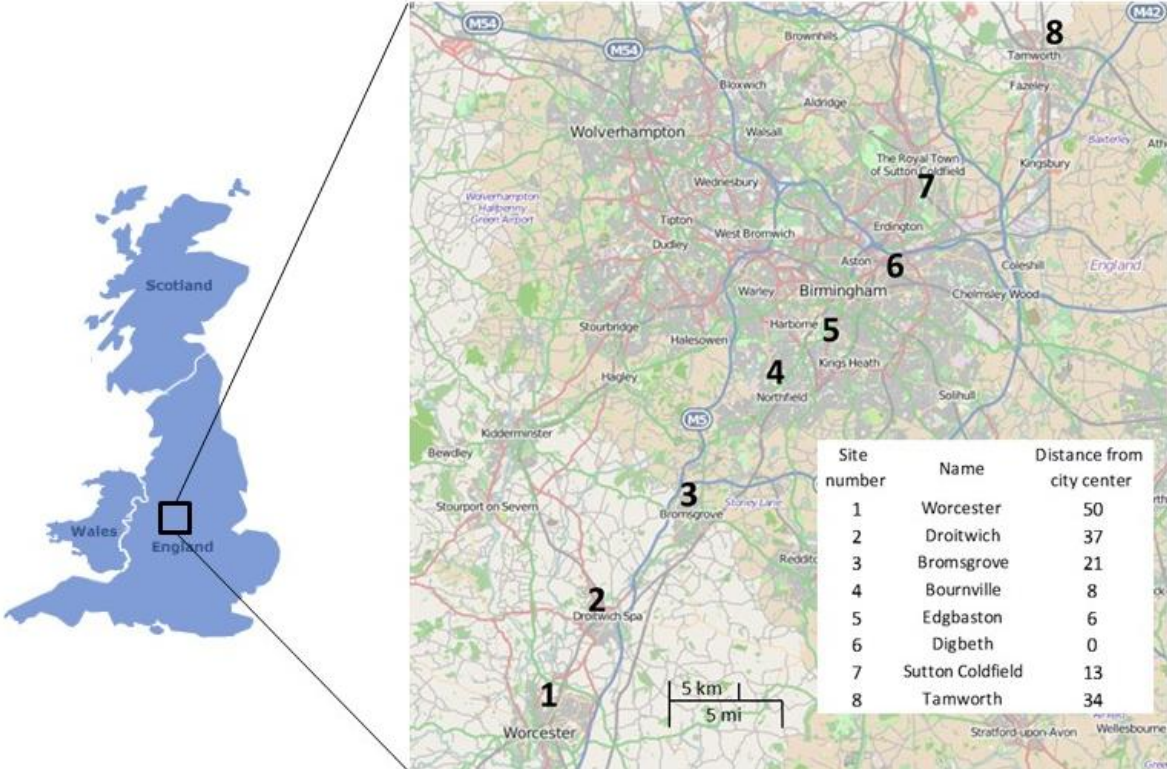 Scotland
Wales
England
M54
M54
M42
Brownhills
8
Tamworth
Fazeley
Bloxwich
Aldridge
Wolverhampton
Walsall
Baxterley
The Royal Town
of Sutton Coldfield
Kingsbury
7
Wednesbury
Wolverhampton
Halfpenny
Green Airport
Tipton
Erdington
West Bromwich
Dudley
Aston
6
Coleshill
England
Warley
Birmingham
Chelmsley Wood
Stourbridge
Harborne
5
Halesowen
Kings Heath
4
Hagley
Northfield
Solihull
M5
Kidderminster
Bewdley
3
Stourport on Severn
Stoney Lane
Bromsgrove
2
Droitwich Spa
1
5 km
5 mi
Worcester
Stratford-upon-Avon
Wellesbourne
Site number Name Distance from city center
1 Worcester 50
2 Droitwich 37
3 Bromsgrove 21
4 Bournville 8
5 Edgbaston 6
6 Digbeth 0
7 Sutton Coldfield 13
8 Tamworth 34